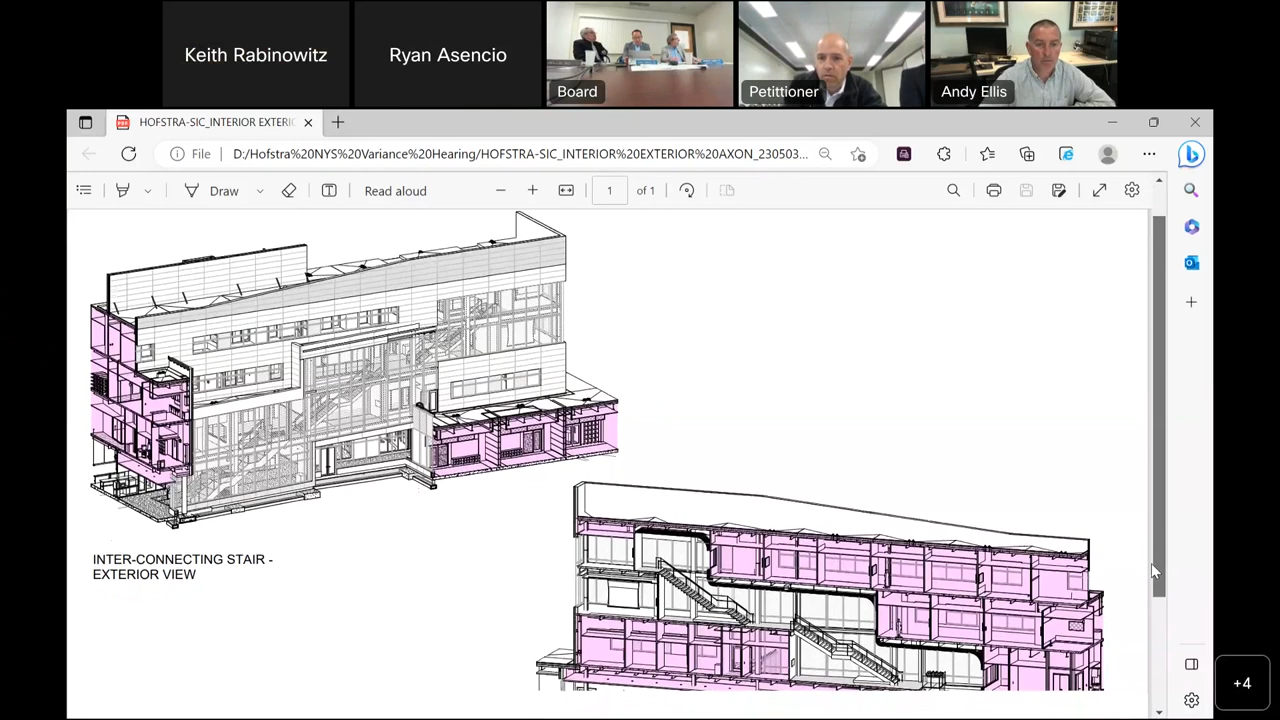 Keith Rabinowitz
Ryan Asencio
Board
Petittioner
Andy Ellis
HOFSTRA-SIC_INTERIOR EXTERIC
File
D:/Hofstra%20NYS%20Variance%20Hearing/HOFSTRA-SIC_INTERIOR%20EXTERIOR%20AXON_230503...
Draw
Read aloud
1
of 1
INTER-CONNECTING STAIR -
EXTERIOR VIEW
+4